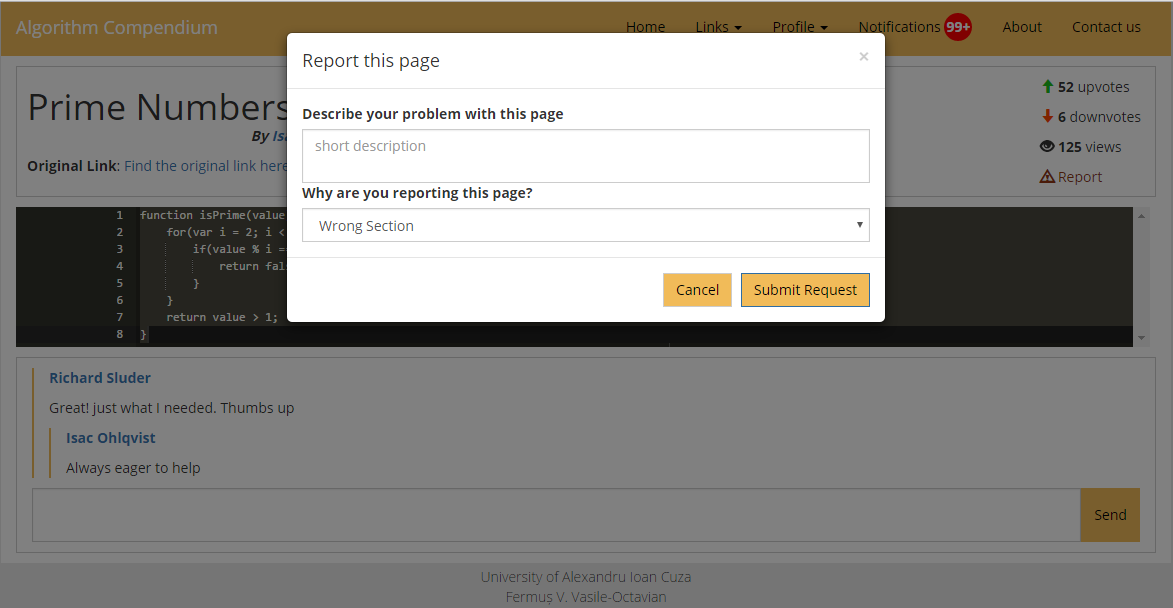 Algorithm Compendium Home Links Profile Notifications 99+ About Contact us
Report this page ×
Describe your problem with this page
short description
Why are you reporting this page?
Wrong Section
Cancel Submit Request
Prime Numbers
By
Original Link: Find the original link here
52 upvotes
6 downvotes
125 views
Report
1 function isPrime(value
2 for(var i = 2; i <
3 if(value % i =
4 return
5 }
6 }
7 return value > 1;
8 }
Richard Sluder
Great! just what I needed. Thumbs up
Isac Ohlqvist
Always eager to help
Send
University of Alexandru Ioan Cuza
Fermuș V. Vasile-Octavian